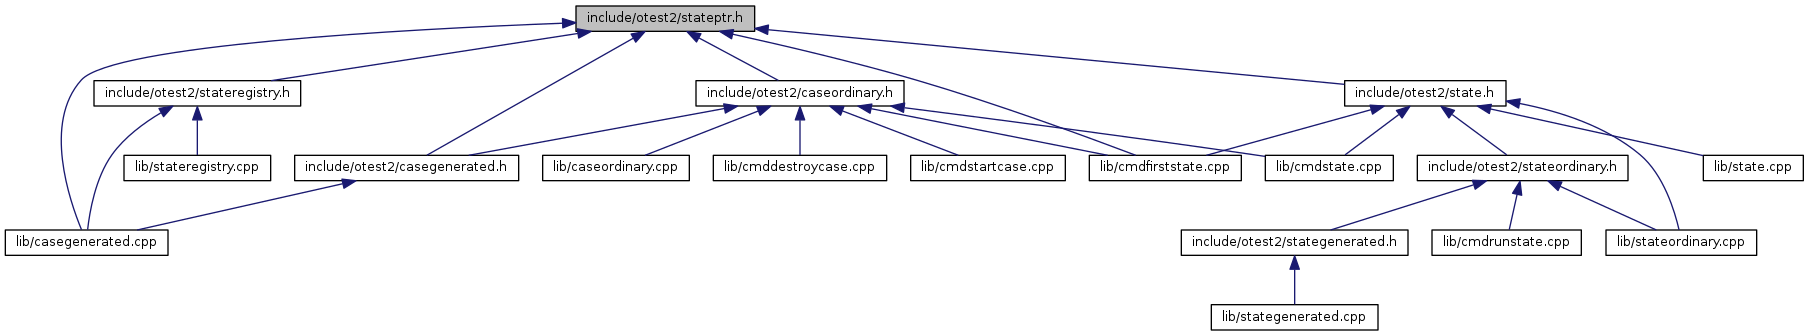 include/otest2/stateptr.h
include/otest2/stateregistry.h
include/otest2/caseordinary.h
include/otest2/state.h
lib/stateregistry.cpp
include/otest2/casegenerated.h
lib/caseordinary.cpp
lib/cmddestroycase.cpp
lib/cmdstartcase.cpp
lib/cmdfirststate.cpp
lib/cmdstate.cpp
include/otest2/stateordinary.h
lib/state.cpp
lib/casegenerated.cpp
include/otest2/stategenerated.h
lib/cmdrunstate.cpp
lib/stateordinary.cpp
lib/stategenerated.cpp